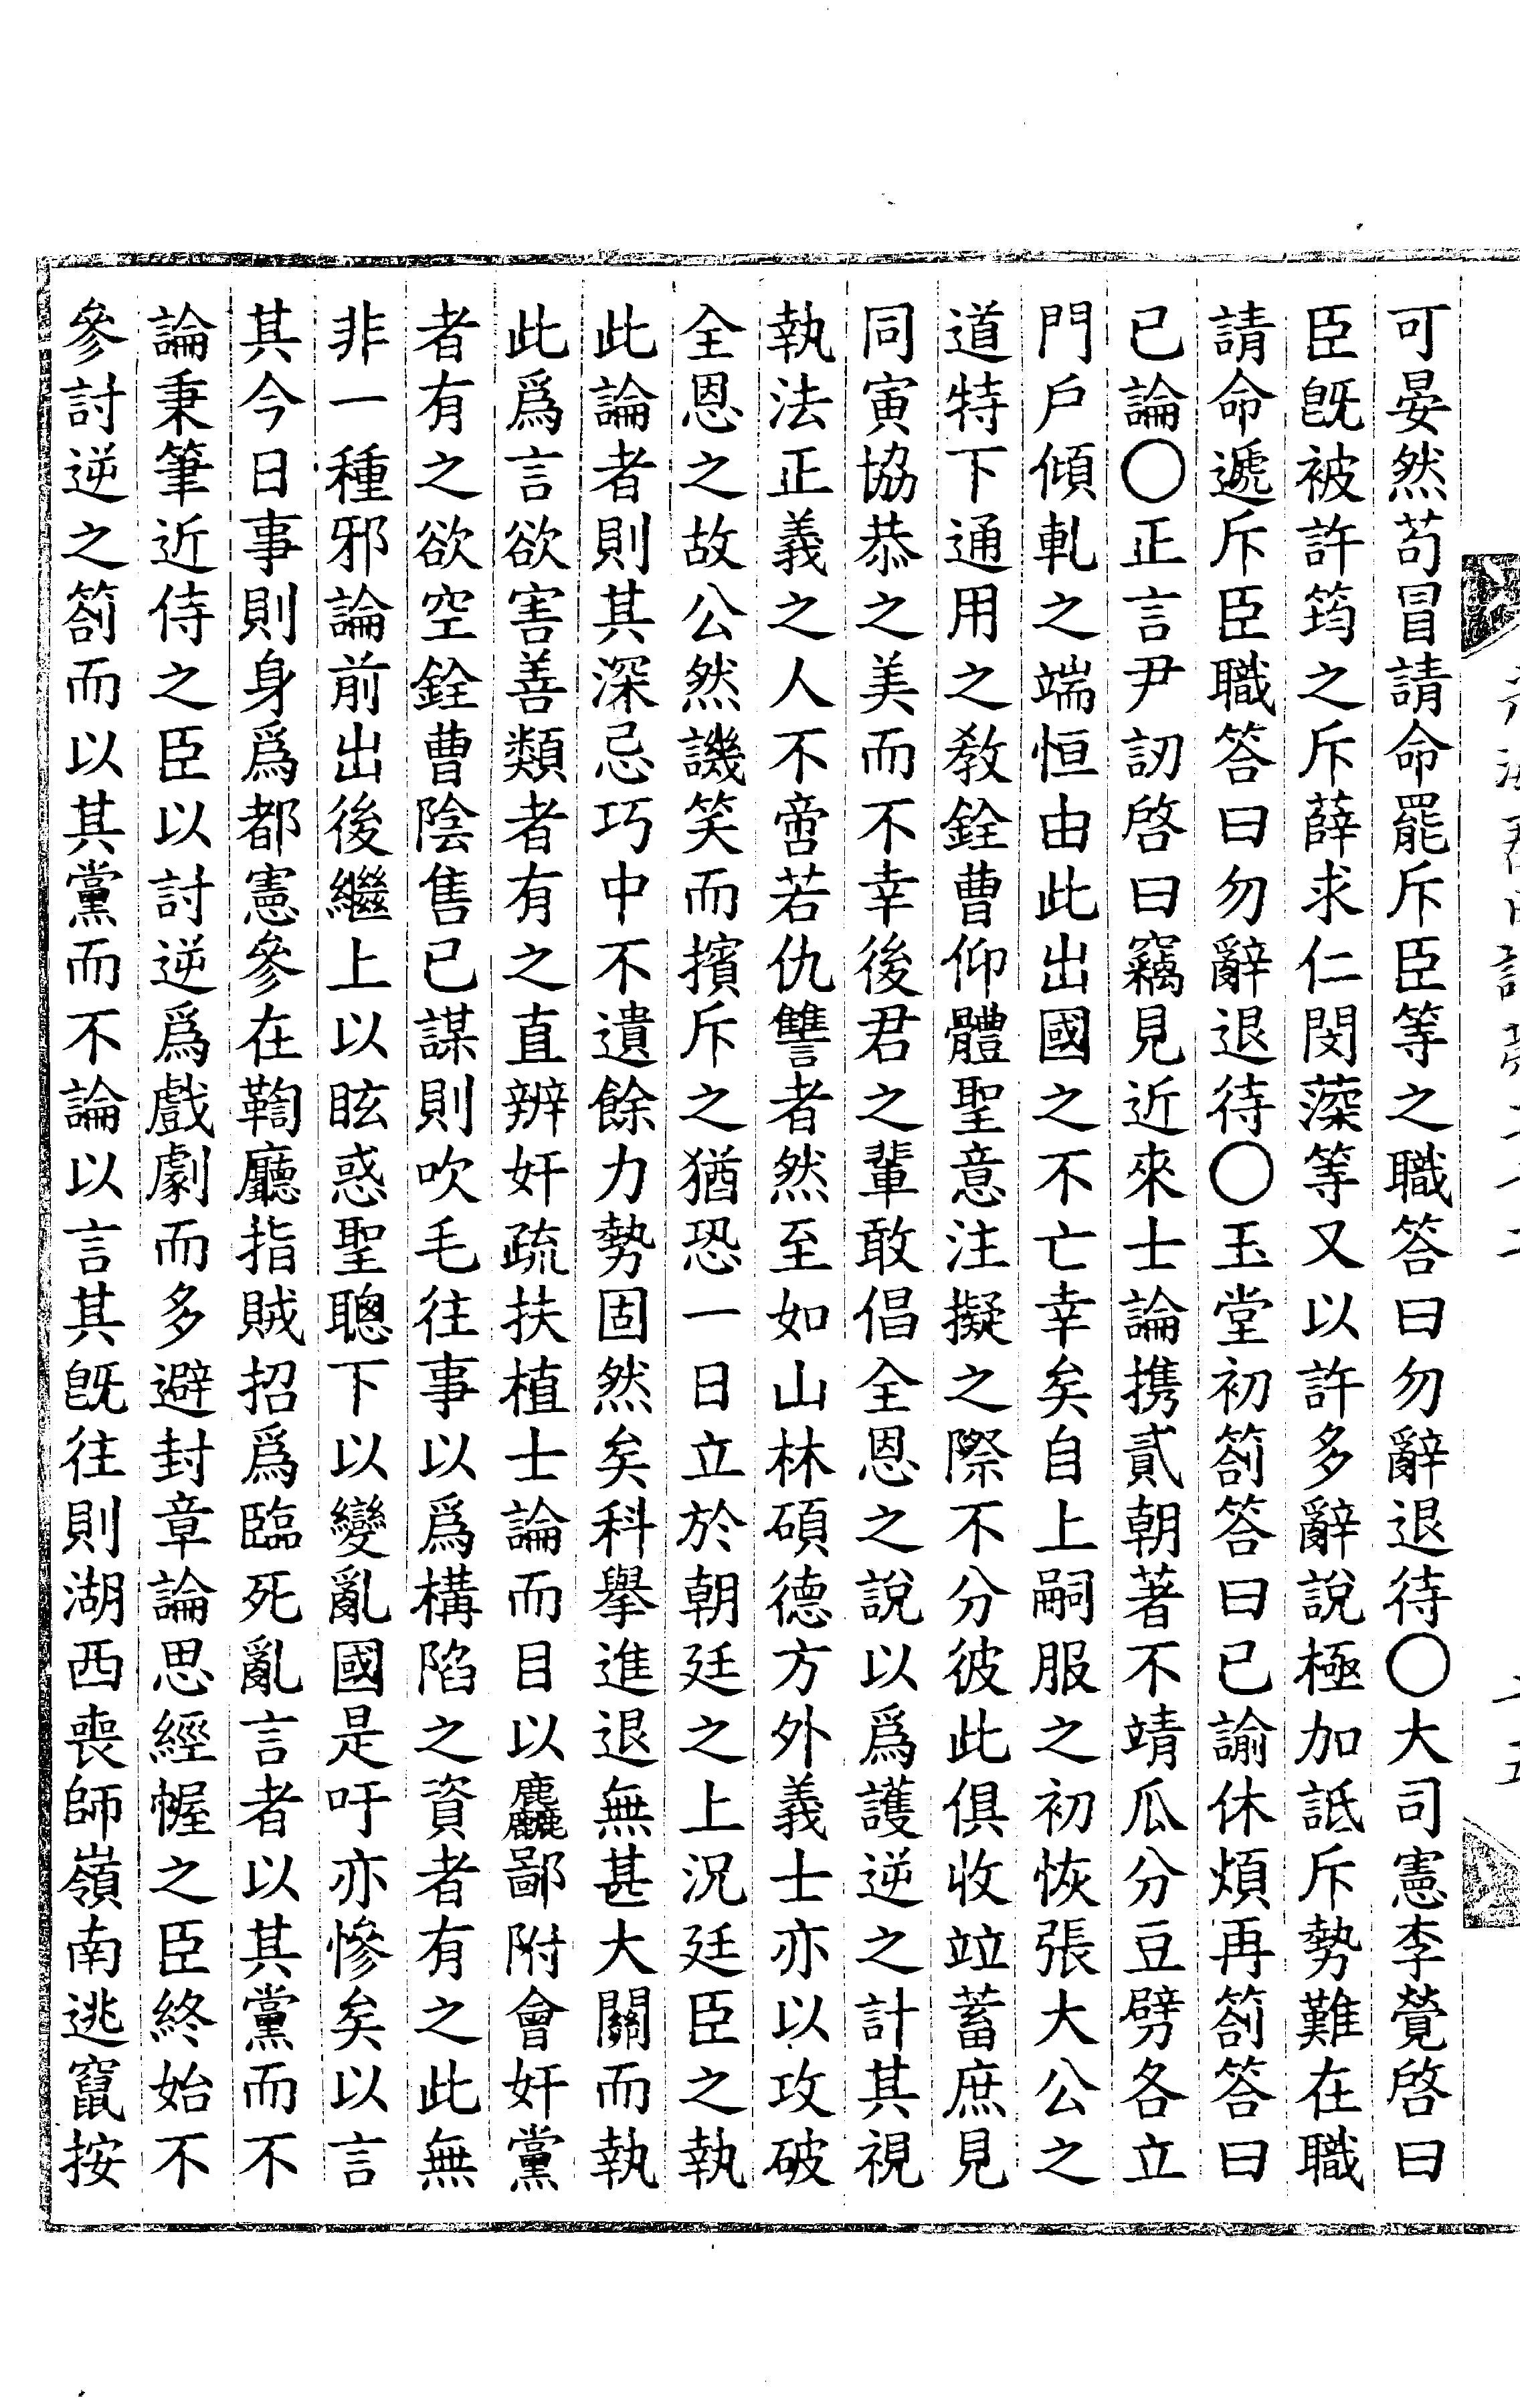 可晏然苟冒請命罷斥臣等之職答曰勿辭退待○大司憲李覮啓曰
臣旣被許筠之斥薛求仁閔藻等又以許多辭說極加詆斥勢難在職
請命遞斥臣職答曰勿辭退待○玉堂初箚答曰已諭休煩再箚答曰
已論○正言尹訒啓曰竊見近來士論携貳朝著不靖瓜分豆劈各立
門戶傾軋之端恒由此出國之不亡幸矣自上嗣服之初恢張大公之
道特下通用之教銓曹仰體聖意注擬之際不分彼此俱收竝蓄庶見
同寅協恭之美而不幸後君之輩敢倡全恩之說以爲護逆之計其視
執法正義之人不啻若仇讐者然至如山林碩德方外義士亦以攻破
全恩之故公然譏笑而擯斥之猶恐一日立於朝廷之上況廷臣之執
此論者則其深忌巧中不遺餘力勢固然矣科擧進退無甚大關而執
此爲言欲害善類者有之直辨奸疏扶植士論而目以麤鄙附會奸黨
者有之欲空銓曹陰售已謀則吹毛往事以爲構陷之資者有之此無
非一種邪論前出後繼上以眩惑聖聰下以變亂國是吁亦慘矣以言
其今日事則身爲都憲參在鞫廳指賊招爲臨死亂言者以其黨而不
論秉筆近侍之臣以討逆爲戲劇而多避封章論思經幄之臣終始不
參討逆之箚而以其黨而不論以言其旣往則湖西喪師嶺南逃竄按